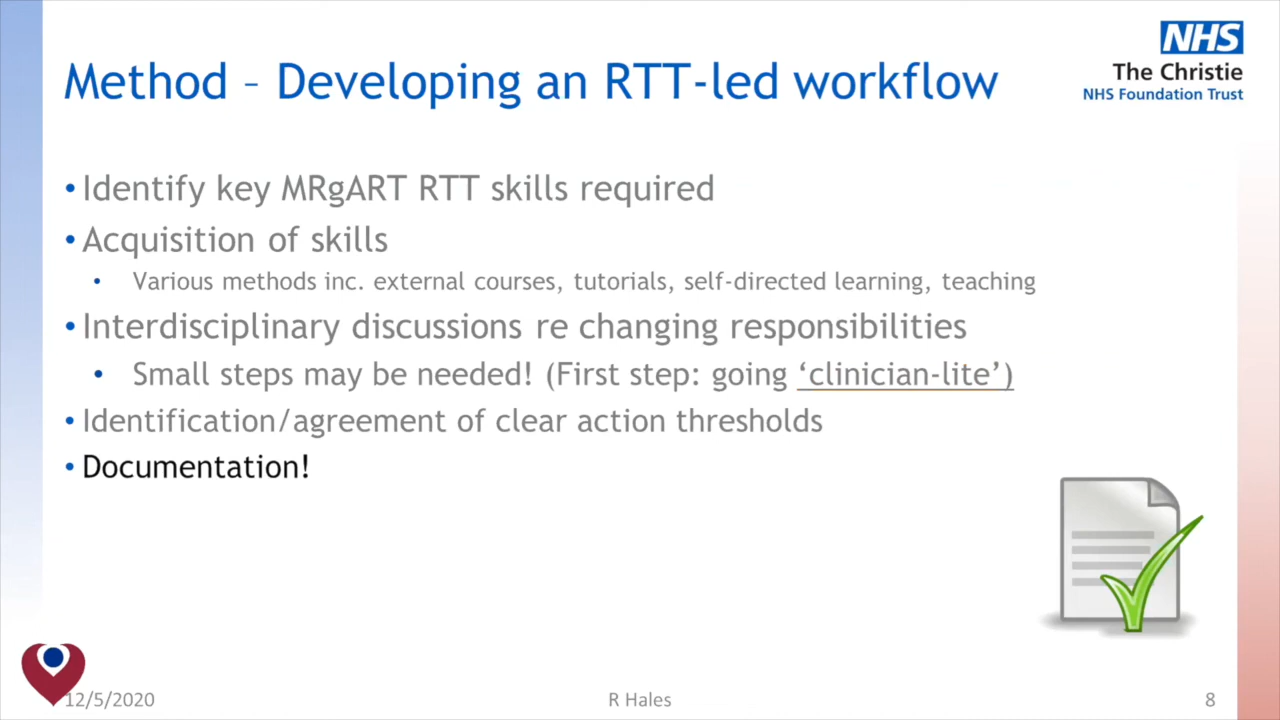 NHS
Method – Developing an RTT-led workflow
The Christie
NHS Foundation Trust
• Identify key MRgART RTT skills required
• Acquisition of skills
• Various methods inc. external courses, tutorials, self-directed learning, teaching
• Interdisciplinary discussions re changing responsibilities
• Small steps may be needed! (First step: going ‘clinician-lite’)
• Identification/agreement of clear action thresholds
• Documentation!
12/5/2020
R Hales
8